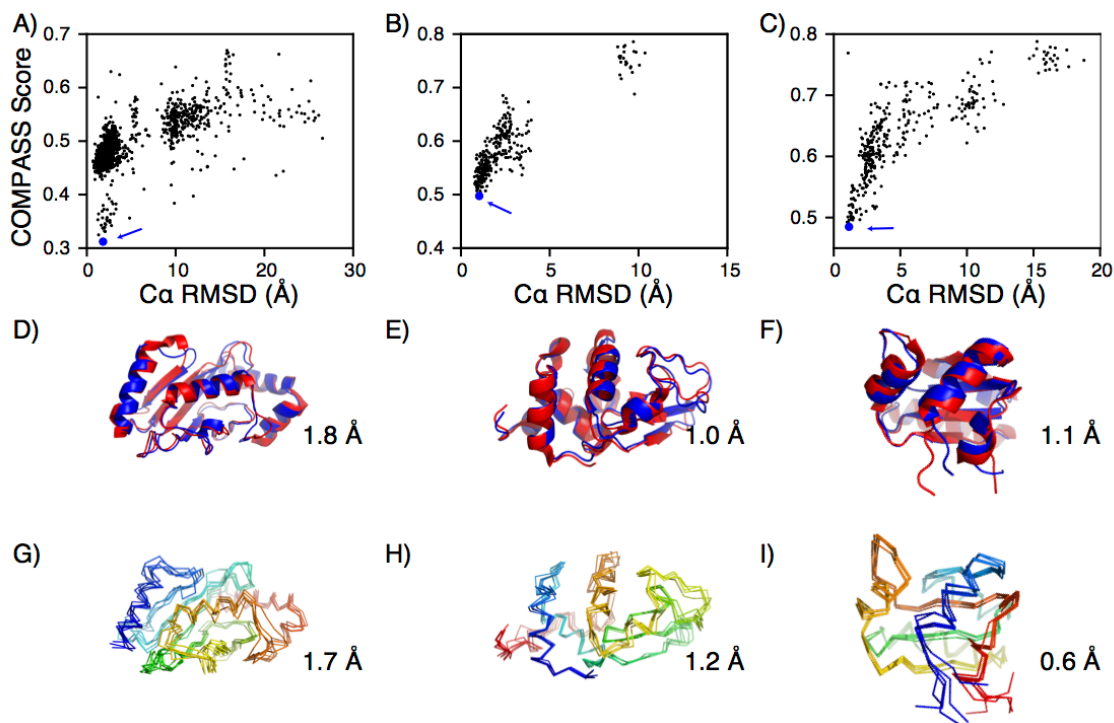 A) B) C)
COMPASS Score
0.7
0.6
0.5
0.4
0.3
0 10 20 30
Cα RMSD (Å)
0.8
0.7
0.6
0.5
0.4
0 5 10 15
Cα RMSD (Å)
0.8
0.7
0.6
0.5
0 5 10 15 20
Cα RMSD (Å)
D) E) F)
1.8 Å 1.0 Å 1.1 Å
G) H) I)
1.7 Å 1.2 Å 0.6 Å